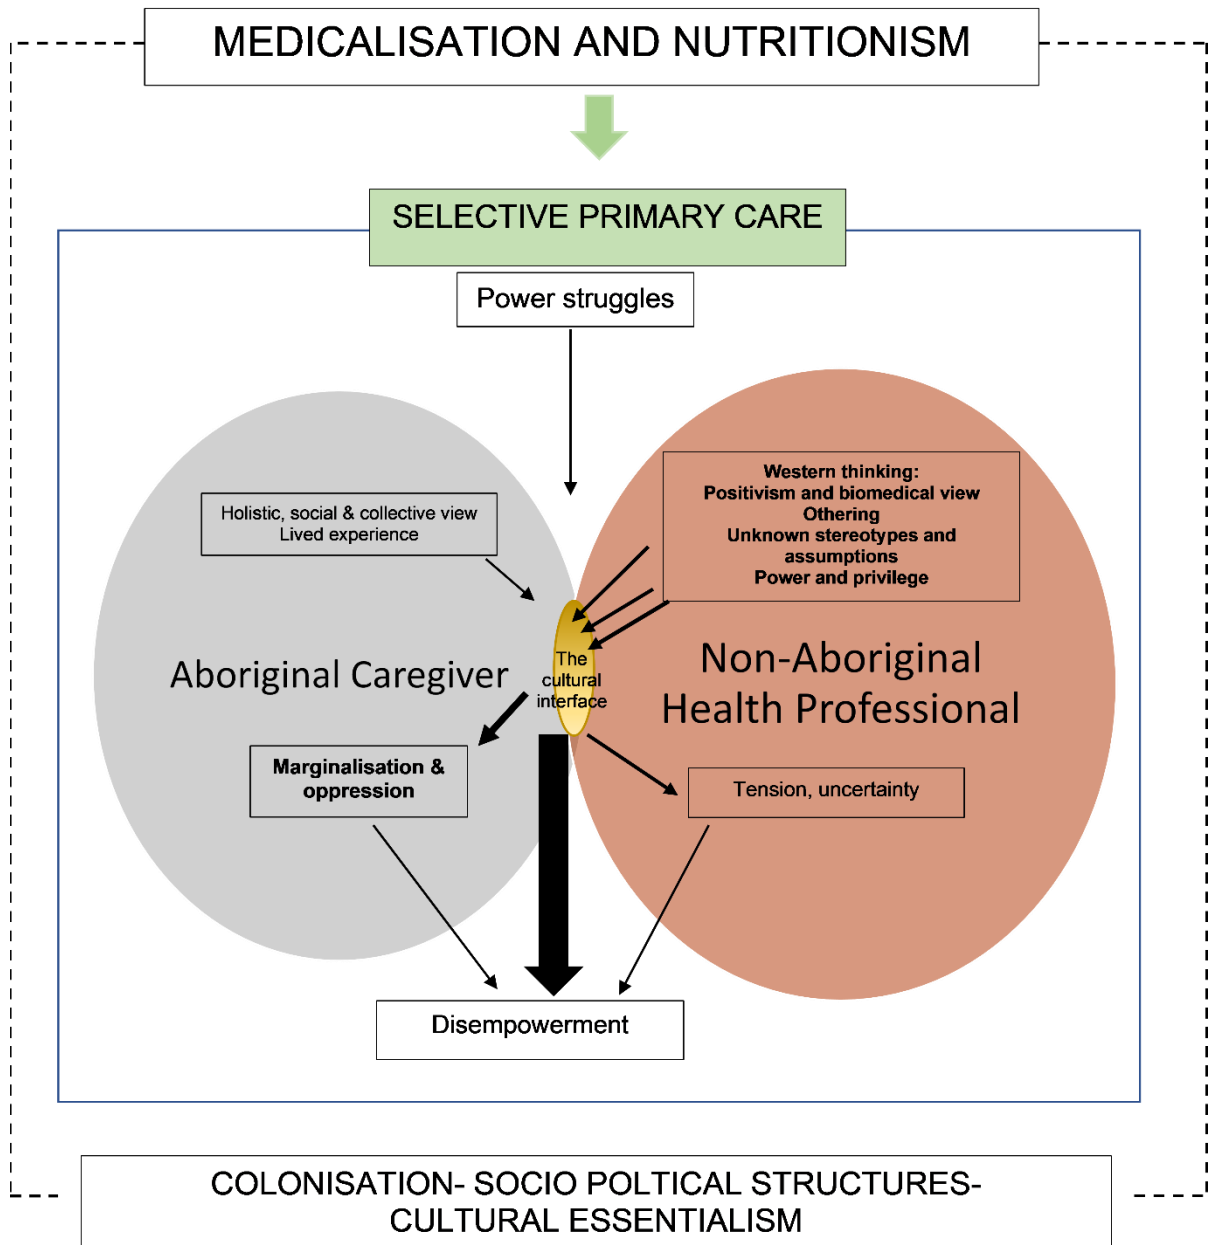 MEDICALISATION AND NUTRITIONISM
SELECTIVE PRIMARY CARE
Power struggles
Holistic, social & collective view
Lived experience
Western thinking:
Positivism and biomedical view
Othering
Unknown stereotypes and
assumptions
Power and privilege
Aboriginal Caregiver
The
cultural
interface
Non-Aboriginal
Health Professional
Marginalisation &
oppression
Tension, uncertainty
Disempowerment
COLONISATION- SOCIO POLTICAL STRUCTURES-
CULTURAL ESSENTIALISM